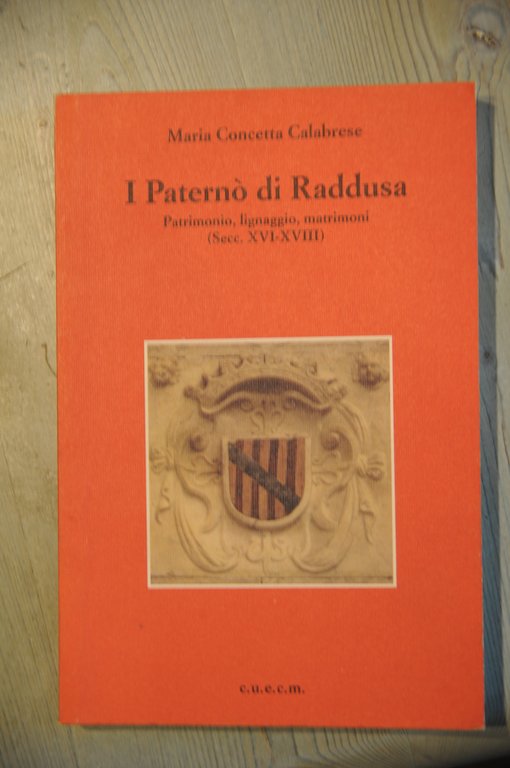 Maria Concetta Calabrese
I Paternò di Raddusa
Patrimonio, lignaggio, matrimoni
(Secc. XVI-XVIII)
c.u.e.c.m.